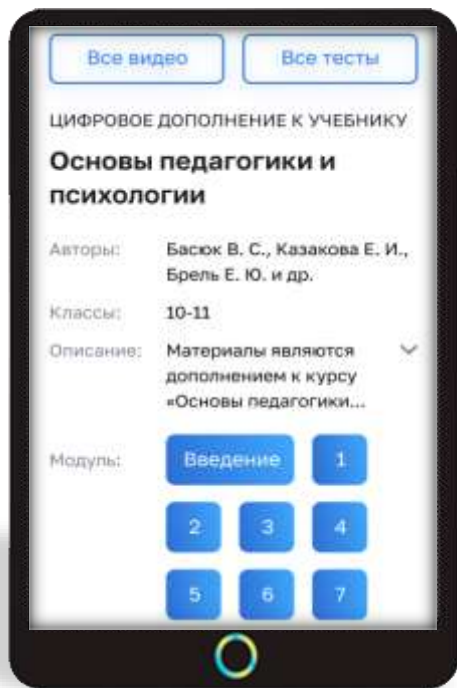 Все видео Все тесты
ЦИФРОВОЕ ДОПОЛНЕНИЕ К УЧЕБНИКУ
Основы педагогики и
психологии
Авторы: Басюк В. С., Казакова Е. И.,
Брель Е. Ю. и др.
Классы: 10-11
Описание: Материалы являются
дополнением к курсу
«Основы педагогики...
Модуль: Введение 1
2 3 4
5 6 7